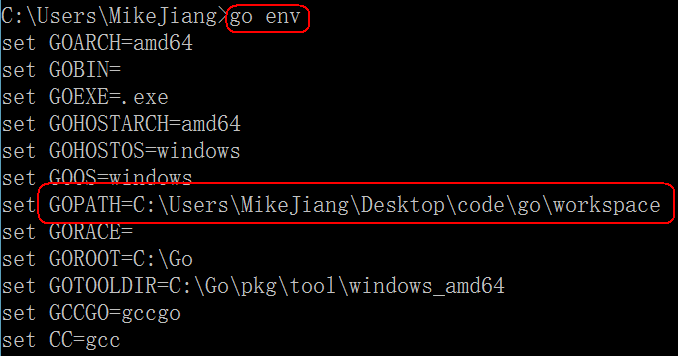 C:\Users\MikeJiang>go env
set GOARCH=amd64
set GOBIN=
set GOEXE=.exe
set GOHOSTARCH=amd64
set GOHOSTOS=windows
set GOOS=windows
set GOPATH=C:\Users\MikeJiang\Desktop\code\go\workspace
set GORACE=
set GOROOT=C:\Go
set GOTOOLDIR=C:\Go\pkg\tool\windows_amd64
set GCCGO=gccgo
set CC=gcc